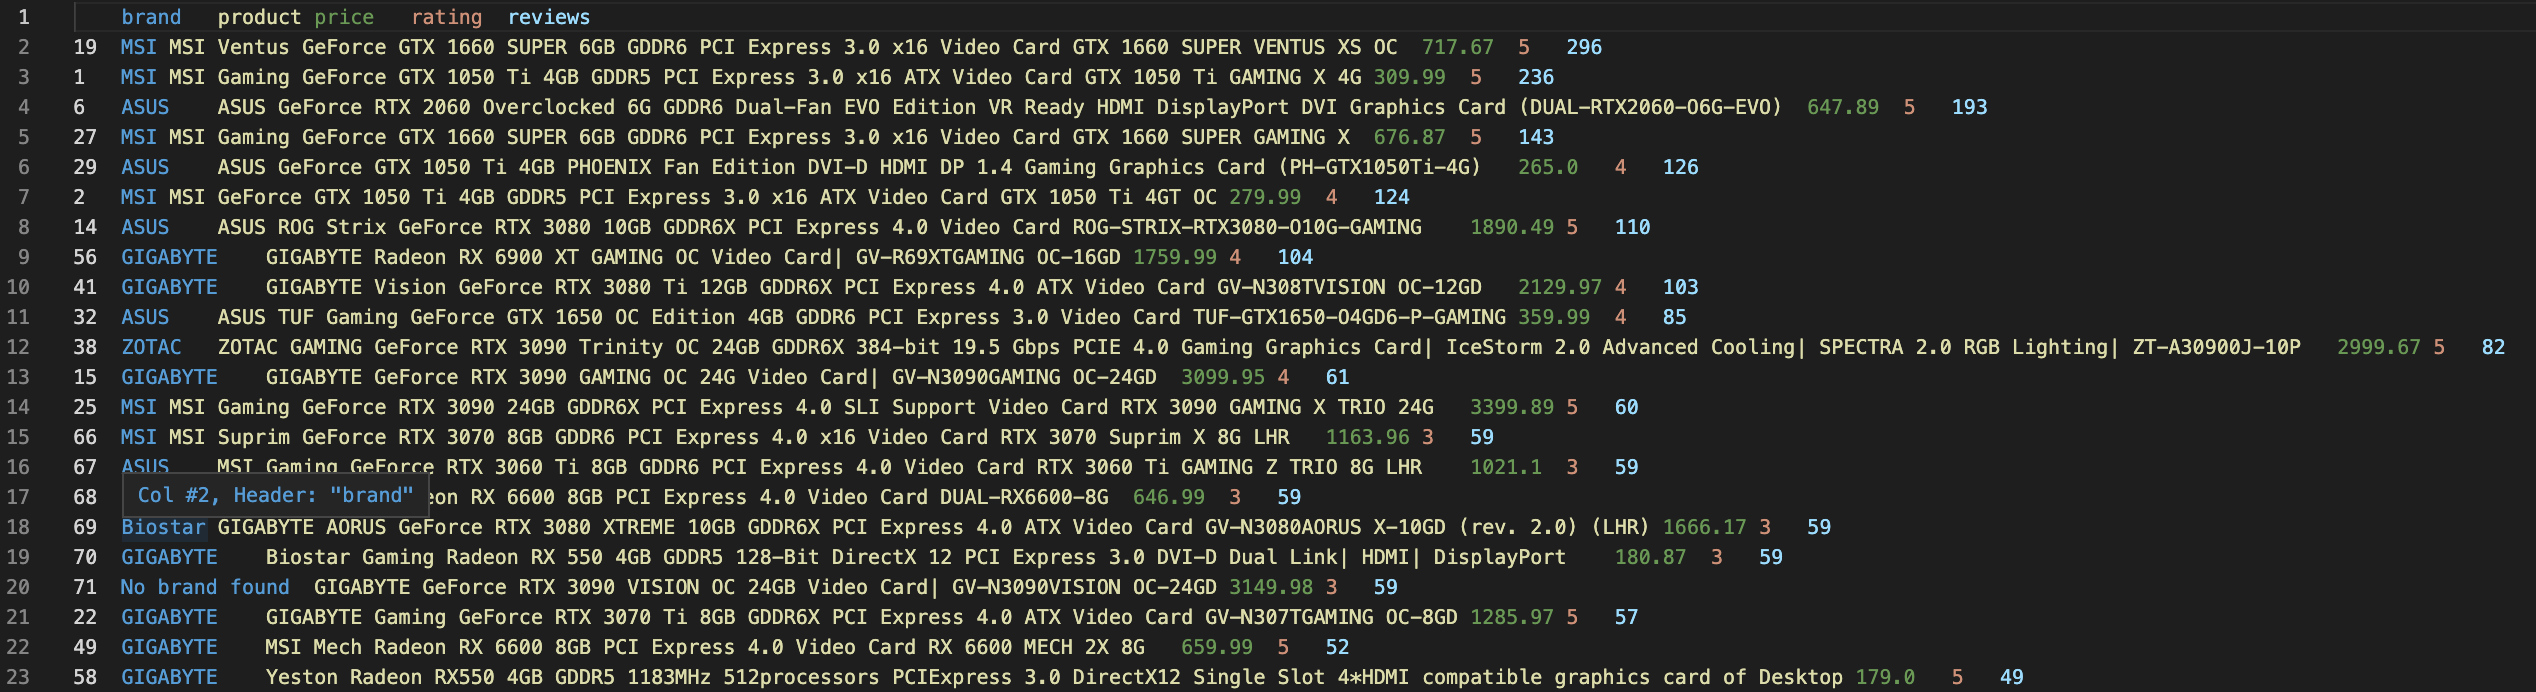 1 brand product price rating reviews
2 19 MSI MSI Ventus GeForce GTX 1660 SUPER 6GB GDDR6 PCI Express 3.0 x16 Video Card GTX 1660 SUPER VENTUS XS OC 717.67 5 296
3 1 MSI MSI Gaming GeForce GTX 1050 Ti 4GB GDDR5 PCI Express 3.0 x16 ATX Video Card GTX 1050 Ti GAMING X 4G 309.99 5 236
4 6 ASUS ASUS GeForce RTX 2060 Overclocked 6G GDDR6 Dual-Fan EVO Edition VR Ready HDMI DisplayPort DVI Graphics Card (DUAL-RTX2060-O6G-EVO) 647.89 5 193
5 27 MSI MSI Gaming GeForce GTX 1660 SUPER 6GB GDDR6 PCI Express 3.0 x16 Video Card GTX 1660 SUPER GAMING X 676.87 5 143
6 29 ASUS ASUS GeForce GTX 1050 Ti 4GB PHOENIX Fan Edition DVI-D HDMI DP 1.4 Gaming Graphics Card (PH-GTX1050Ti-4G) 265.0 4 126
7 2 MSI MSI GeForce GTX 1050 Ti 4GB GDDR5 PCI Express 3.0 x16 ATX Video Card GTX 1050 Ti 4GT OC 279.99 4 124
8 14 ASUS ASUS ROG Strix GeForce RTX 3080 10GB GDDR6X PCI Express 4.0 Video Card ROG-STRIX-RTX3080-O10G-GAMING 1890.49 5 110
9 56 GIGABYTE GIGABYTE Radeon RX 6900 XT GAMING OC Video Card| GV-R69XTGAMING OC-16GD 1759.99 4 104
10 41 GIGABYTE GIGABYTE Vision GeForce RTX 3080 Ti 12GB GDDR6X PCI Express 4.0 ATX Video Card GV-N308TVISION OC-12GD 2129.97 4 103
11 32 ASUS ASUS TUF Gaming GeForce GTX 1650 OC Edition 4GB GDDR6 PCI Express 3.0 Video Card TUF-GTX1650-O4GD6-P-GAMING 359.99 4 85
12 38 ZOTAC ZOTAC GAMING GeForce RTX 3090 Trinity OC 24GB GDDR6X 384-bit 19.5 Gbps PCIE 4.0 Gaming Graphics Card| IceStorm 2.0 Advanced Cooling| SPECTRA 2.0 RGB Lighting| ZT-A30900J-10P 2999.67 5 82
13 15 GIGABYTE GIGABYTE GeForce RTX 3090 GAMING OC 24G Video Card| GV-N3090GAMING OC-24GD 3099.95 4 61
14 25 MSI MSI Gaming GeForce RTX 3090 24GB GDDR6X PCI Express 4.0 SLI Support Video Card RTX 3090 GAMING X TRIO 24G 3399.89 5 60
15 66 MSI MSI Suprim GeForce RTX 3070 8GB GDDR6 PCI Express 4.0 x16 Video Card RTX 3070 Suprim X 8G LHR 1163.96 3 59
16 67 ASUS MSI Gaming GeForce RTX 3060 Ti 8GB GDDR6 PCI Express 4.0 Video Card RTX 3060 Ti GAMING Z TRIO 8G LHR 1021.1 3 59
17 68 Col #2, Header: "brand" eon RX 6600 8GB PCI Express 4.0 Video Card DUAL-RX6600-8G 646.99 3 59
18 69 Biostar GIGABYTE AORUS GeForce RTX 3080 XTREME 10GB GDDR6X PCI Express 4.0 ATX Video Card GV-N3080AORUS X-10GD (rev. 2.0) (LHR) 1666.17 3 59
19 70 GIGABYTE Biostar Gaming Radeon RX 550 4GB GDDR5 128-Bit DirectX 12 PCI Express 3.0 DVI-D Dual Link| HDMI| DisplayPort 180.87 3 59
20 71 No brand found GIGABYTE GeForce RTX 3090 VISION OC 24GB Video Card| GV-N3090VISION OC-24GD 3149.98 3 59
21 22 GIGABYTE GIGABYTE Gaming GeForce RTX 3070 Ti 8GB GDDR6X PCI Express 4.0 ATX Video Card GV-N307TGAMING OC-8GD 1285.97 5 57
22 49 GIGABYTE MSI Mech Radeon RX 6600 8GB PCI Express 4.0 Video Card RX 6600 MECH 2X 8G 659.99 5 52
23 58 GIGABYTE Yeston Radeon RX550 4GB GDDR5 1183MHz 512processors PCIExpress 3.0 DirectX12 Single Slot 4*HDMI compatible graphics card of Desktop 179.0 5 49